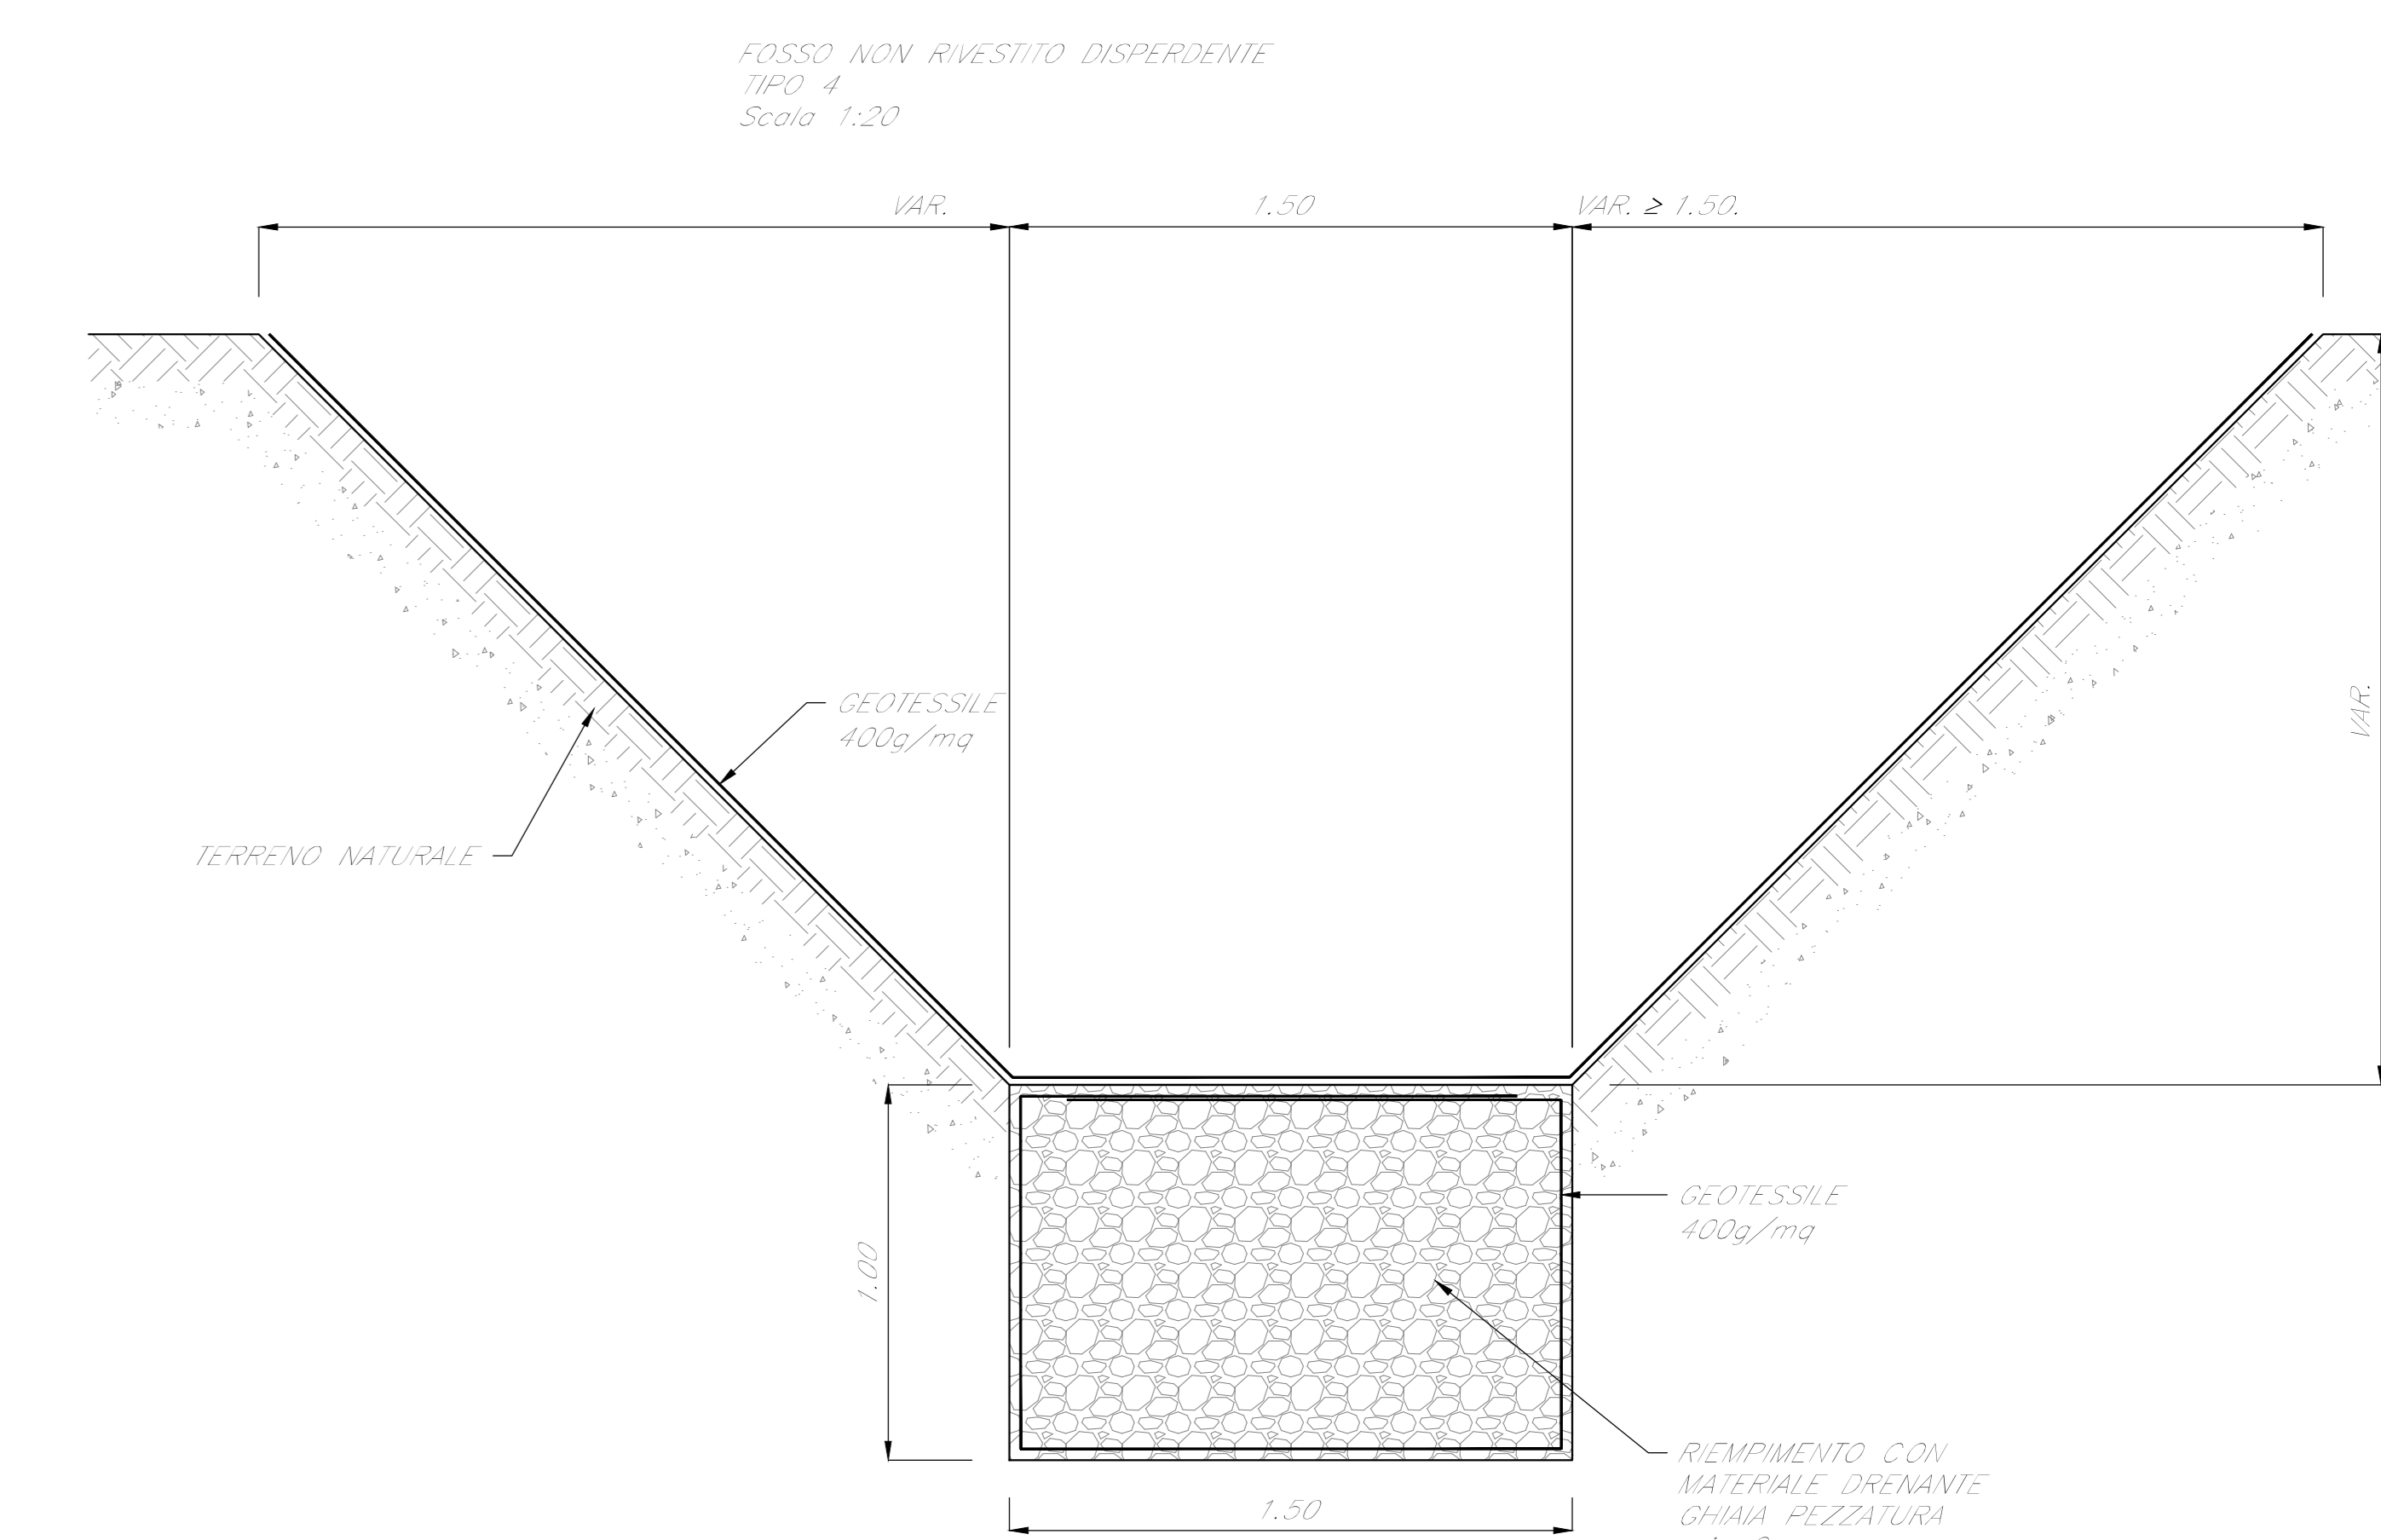 FOSSO NON RIVESTITO DISPERDENTE
TIPO 4
Scala 1:20
VAR.
1.50
VAR. ≥ 1.50.
GEOTESSILE
400g/mq
VAR.
TERRENO NATURALE
GEOTESSILE
400g/mq
1.00
RIEMPIMENTO CON
MATERIALE DRENANTE
GHIAIA PEZZATURA
1.50